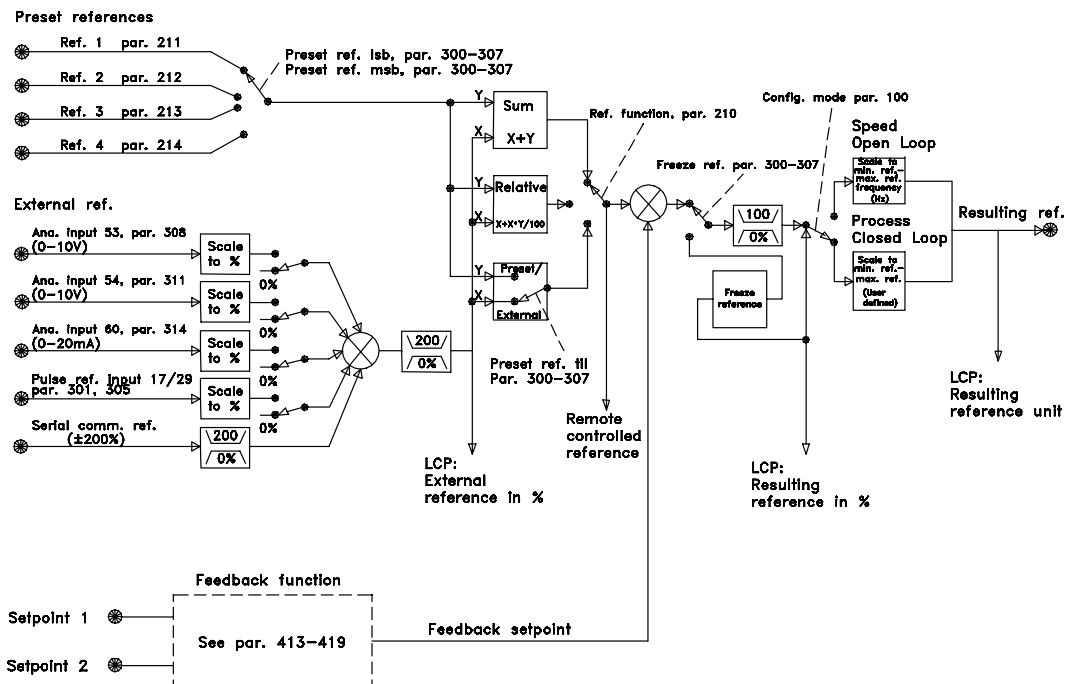 Preset references
Ref. 1 par. 211
Ref. 2 par. 212
Ref. 3 par. 213
Ref. 4 par. 214
Preset ref. lsb, par. 300-307
Preset ref. msb, par. 300-307
Y
Sum
X
X+Y
Y
Relative
X
X+X*Y/100
Y
Preset/
X
External
Ref. function, par. 210
Config. mode par. 100
Freeze ref. par. 300-307
Speed
Open Loop
Scale to
min. ref.-
max. ref.
frequency
(Hz)
Process
Closed Loop
Scale to
min. ref.-
max. ref.
(User
defined)
Resulting ref.
100
0%
Freeze
reference
External ref.
Ana. input 53, par. 308
(0-10V)
Scale
to %
0%
Ana. input 54, par. 311
(0-10V)
Scale
to %
0%
Ana. input 60, par. 314
(0-20mA)
Scale
to %
0%
Pulse ref. input 17/29
par. 301, 305
Scale
to %
0%
Serial comm. ref.
(±200%)
200
0%
200
0%
Preset ref. til
Par. 300-307
Remote
controlled
reference
LCP:
External
reference in %
LCP:
Resulting
reference in %
LCP:
Resulting
reference unit
Feedback function
Setpoint 1
See par. 413-419
Feedback setpoint
Setpoint 2